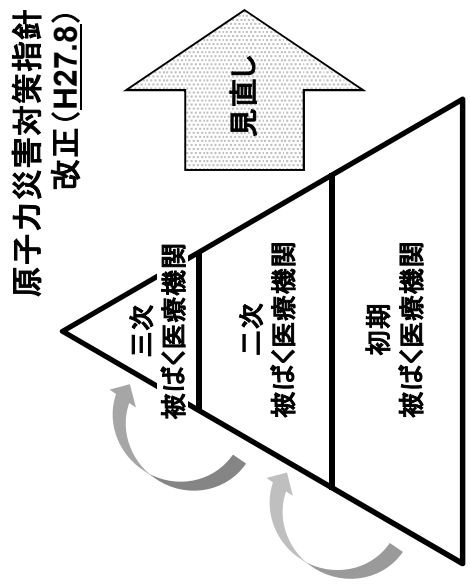 原子力災害対策指針
改正（H27.8）
見直し
三次
被ばく医療機関
二次
被ばく医療機関
初期
被ばく医療機関